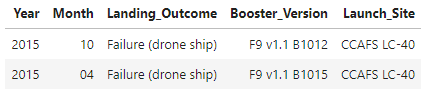 Year Month Landing_Outcome Booster_Version Launch_Site
2015 10 Failure (drone ship) F9 v1.1 B1012 CCAFS LC-40
2015 04 Failure (drone ship) F9 v1.1 B1015 CCAFS LC-40